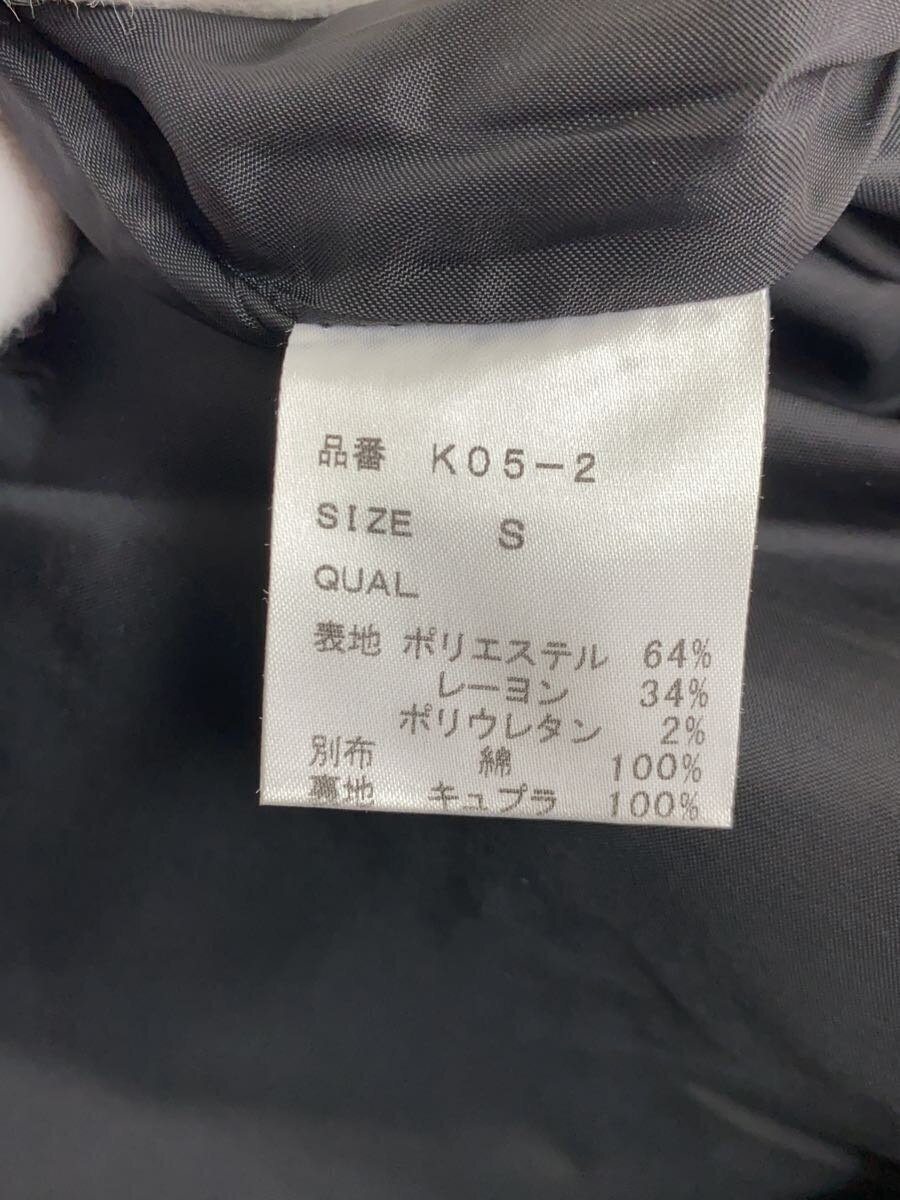 品番 K05-2
SIZE S
QUAL
表地 ポリエステル 64%
レーヨン 34%
ポリウレタン 2%
別布 綿 100%
裏地 キュプラ 100%